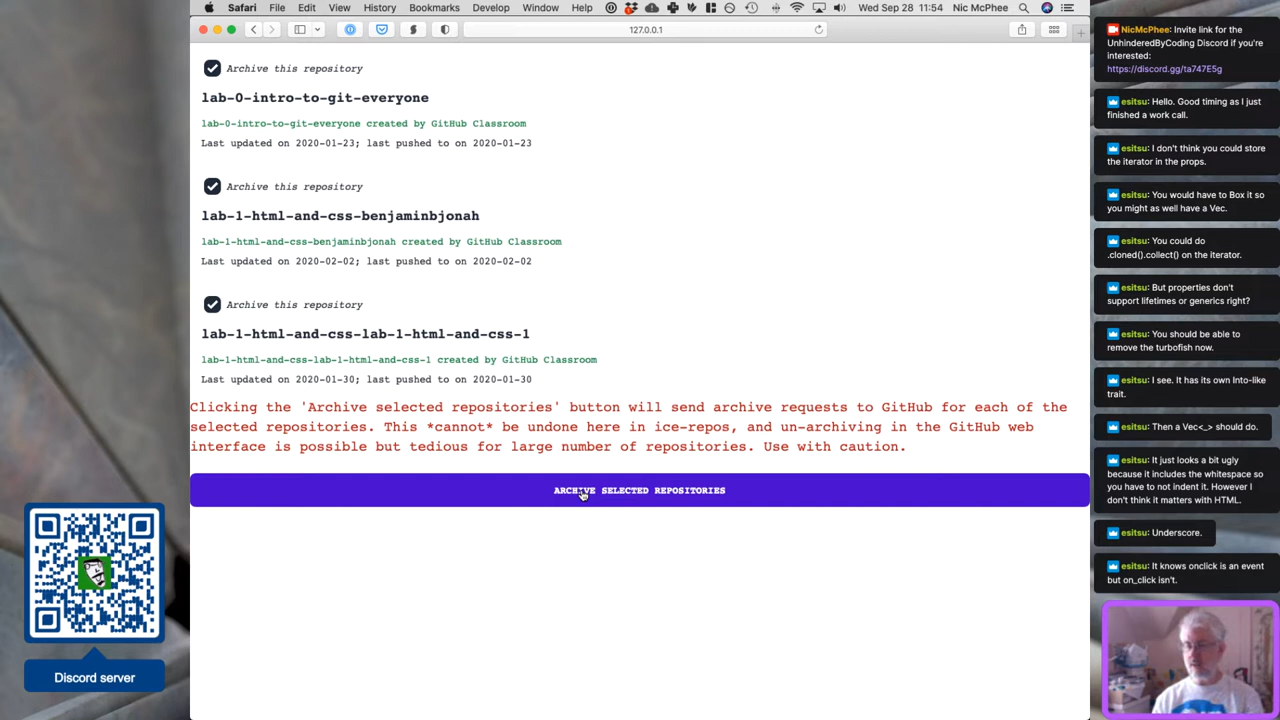 Safari File Edit View History Bookmarks Develop Window Help Wed Sep 28 11:54 Nic McPhee
127.0.0.1
Archive this repository
lab-0-intro-to-git-everyone
lab-0-intro-to-git-everyone created by GitHub Classroom
Last updated on 2020-01-23; last pushed to on 2020-01-23
Archive this repository
lab-1-html-and-css-benjaminbjonah
lab-1-html-and-css-benjaminbjonah created by GitHub Classroom
Last updated on 2020-02-02; last pushed to on 2020-02-02
Archive this repository
lab-1-html-and-css-lab-1-html-and-css-1
lab-1-html-and-css-lab-1-html-and-css-1 created by GitHub Classroom
Last updated on 2020-01-30; last pushed to on 2020-01-30
Clicking the 'Archive selected repositories' button will send archive requests to GitHub for each of the
selected repositories. This *cannot* be undone here in ice-repos, and un-archiving in the GitHub web
interface is possible but tedious for large number of repositories. Use with caution.
ARCHIVE SELECTED REPOSITORIES
Discord server
NicMcPhee: Invite link for the
UnhinderedByCoding Discord if you're
interested:
https://discord.gg/ta747E5g
esitsu: Hello. Good timing as I just
finished a work call.
esitsu: I don't think you could store
the iterator in the props.
esitsu: You would have to Box it so
you might as well have a Vec.
esitsu: You could do
.cloned().collect() on the iterator.
esitsu: But properties don't
support lifetimes or generics right?
esitsu: You should be able to
remove the turbofish now.
esitsu: I see. It has its own Into-like
trait.
esitsu: Then a Vec<_> should do.
esitsu: It just looks a bit ugly
because it includes the whitespace so
you have to not indent it. However I
don't think it matters with HTML.
esitsu: Underscore.
esitsu: It knows onclick is an event
but on_click isn't.